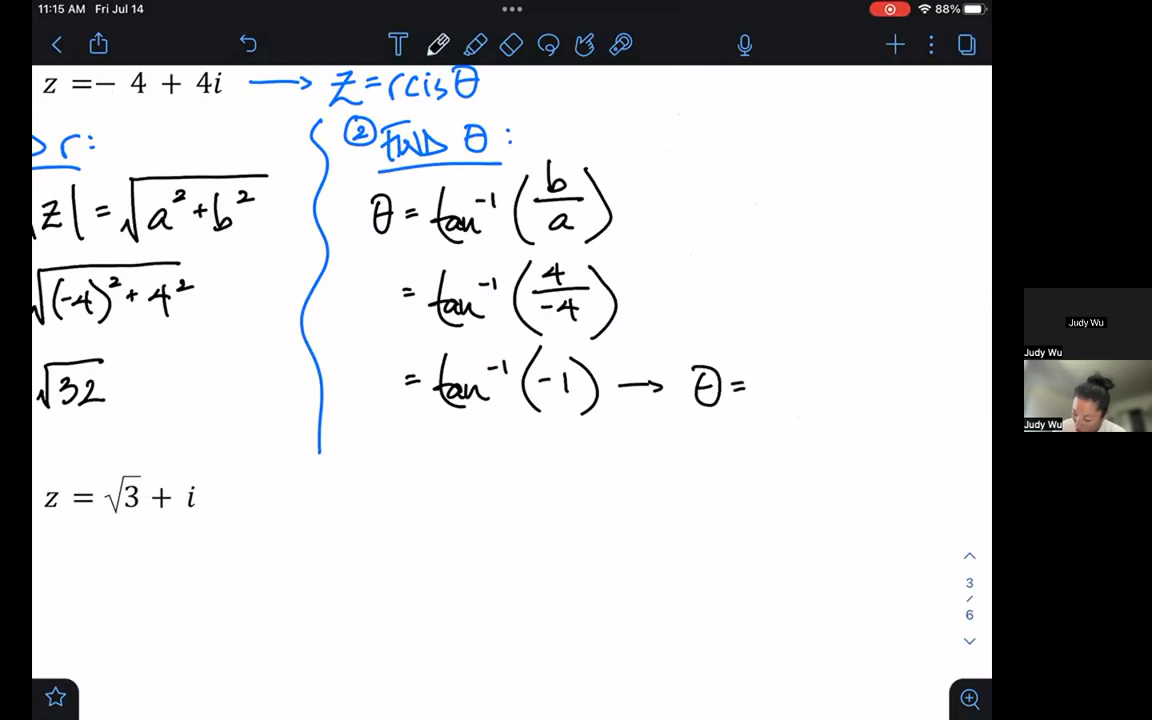 11:15 AM Fri Jul 14
88%
T
z =− 4 + 4i → z = r cis θ
r:
z| = √(a² + b²)
√((-4)² + 4²)
√32
② Find θ:
θ = tan⁻¹ (b/a)
= tan⁻¹ (4/-4)
= tan⁻¹ (-1) → θ =
z = √3 + i
3
/
6
Judy Wu
Judy Wu
Judy Wu